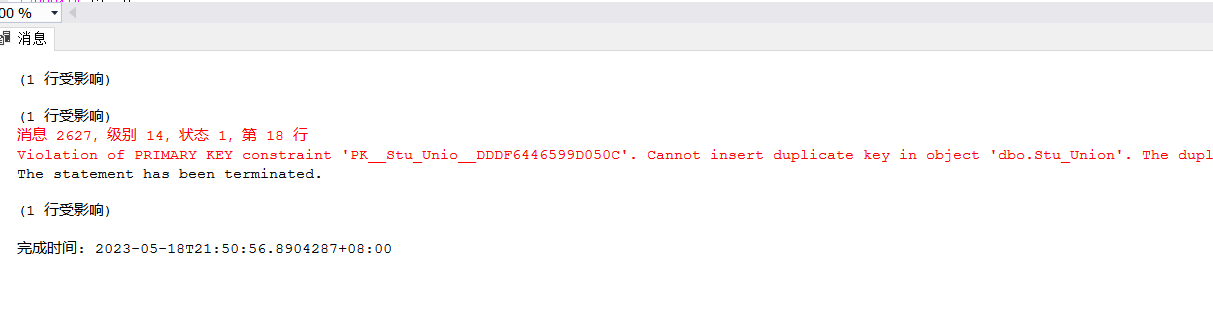 00 %
消息
(1 行受影响)
(1 行受影响)
消息 2627，级别 14，状态 1，第 18 行
Violation of PRIMARY KEY constraint 'PK__Stu_Unio__DDDF6446599D050C'. Cannot insert duplicate key in object 'dbo.Stu_Union'. The dupl
The statement has been terminated.
(1 行受影响)
完成时间: 2023-05-18T21:50:56.8904287+08:00